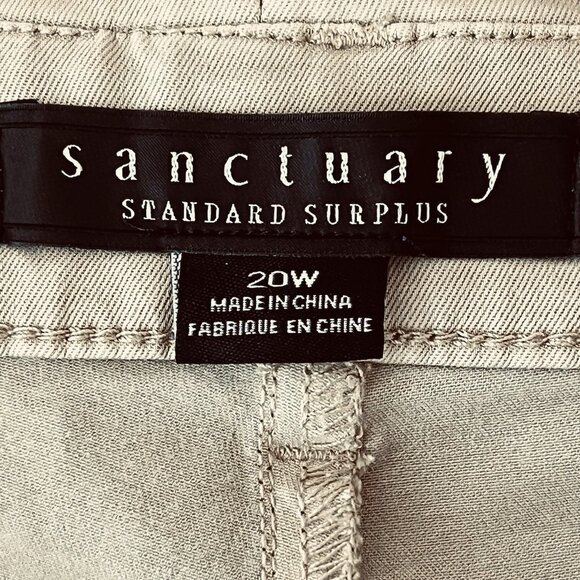 sanctuary
STANDARD SURPLUS
20W
MADE IN CHINA
FABRIQUE EN CHINE